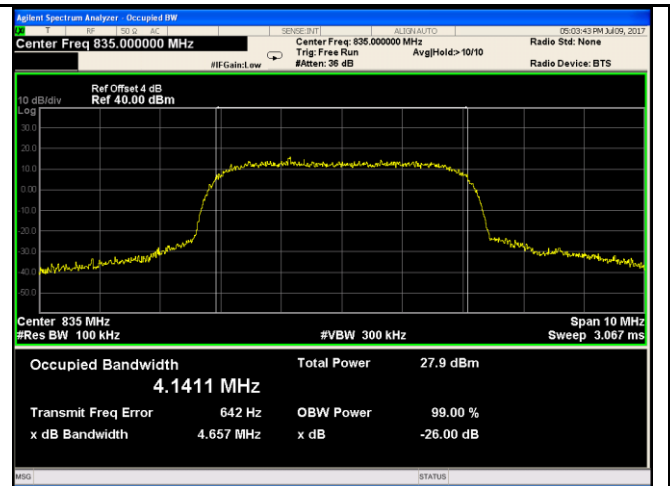 Agilent Spectrum Analyzer - Occupied BW
T RF 50 Ω AC SENSE:INT ALIGN AUTO 05:03:43 PM Jul 09, 2017
Center Freq 835.000000 MHz Center Freq: 835.000000 MHz Radio Std: None
Trig: Free Run Avg|Hold:> 10/10
#IFGain:Low #Atten: 36 dB Radio Device: BTS
Ref Offset 4 dB
10 dB/div Ref 40.00 dBm
Log
30.0
20.0
10.0
0.00
-10.0
-20.0
-30.0
-40.0
-50.0
Center 835 MHz Span 10 MHz
#Res BW 100 kHz #VBW 300 kHz Sweep 3.067 ms
Occupied Bandwidth Total Power 27.9 dBm
4.1411 MHz
Transmit Freq Error 642 Hz OBW Power 99.00 %
x dB Bandwidth 4.657 MHz x dB -26.00 dB
MSG STATUS